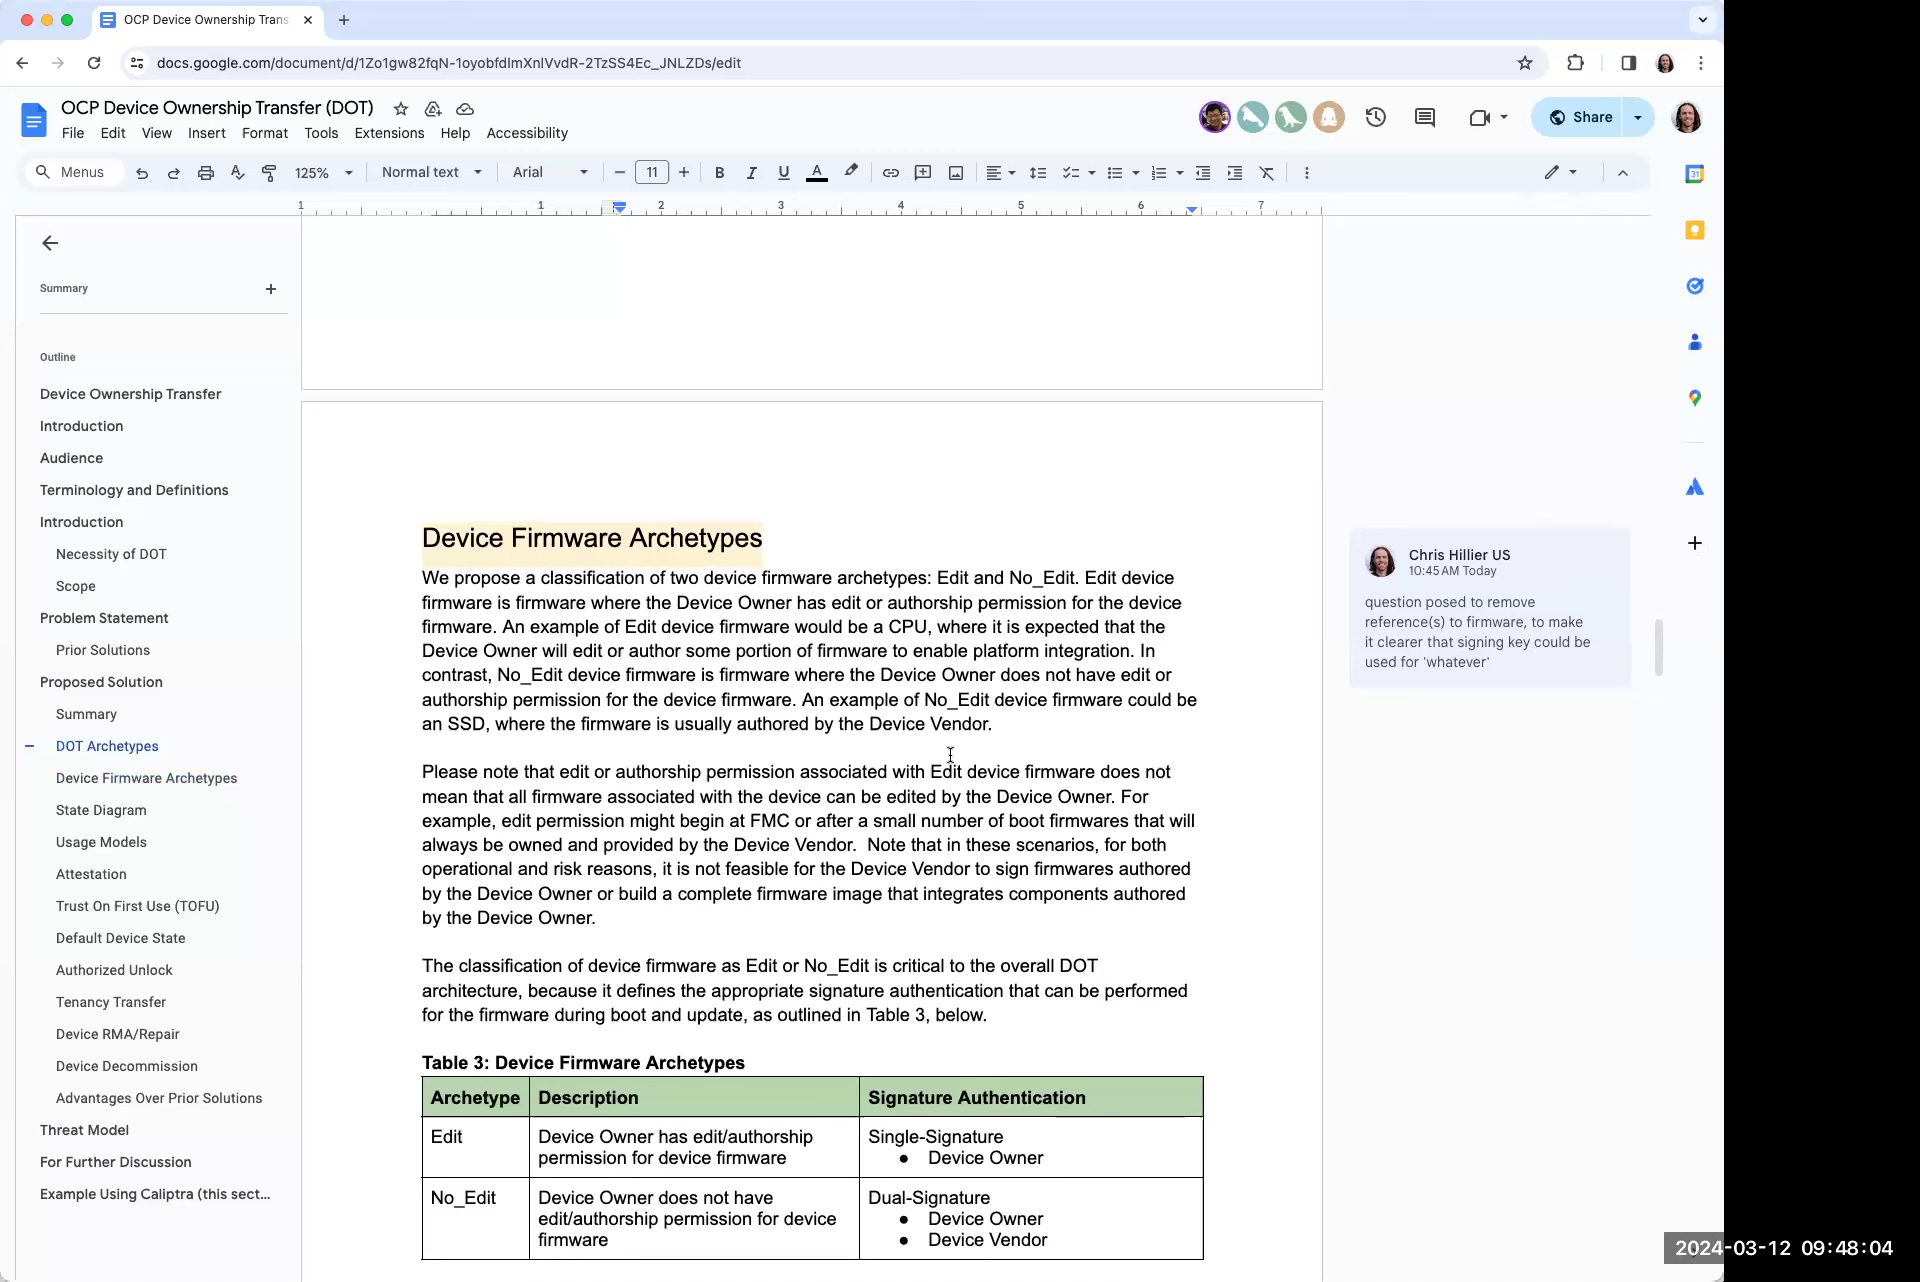 OCP Device Ownership Trans
docs.google.com/document/d/1Zo1gw82fqN-1oyobfdImXnIVvdR-2TzSS4Ec_JNLZDs/edit
OCP Device Ownership Transfer (DOT)
File Edit View Insert Format Tools Extensions Help Accessibility
Share
Menus
125%
Normal text
Arial
11
B I U A
31
1 1 2 3 4 5 6 7
Summary
Outline
Device Ownership Transfer
Introduction
Audience
Terminology and Definitions
Introduction
Necessity of DOT
Scope
Problem Statement
Prior Solutions
Proposed Solution
Summary
DOT Archetypes
Device Firmware Archetypes
State Diagram
Usage Models
Attestation
Trust On First Use (TOFU)
Default Device State
Authorized Unlock
Tenancy Transfer
Device RMA/Repair
Device Decommission
Advantages Over Prior Solutions
Threat Model
For Further Discussion
Example Using Caliptra (this sect...
Device Firmware Archetypes
We propose a classification of two device firmware archetypes: Edit and No_Edit. Edit device
firmware is firmware where the Device Owner has edit or authorship permission for the device
firmware. An example of Edit device firmware would be a CPU, where it is expected that the
Device Owner will edit or author some portion of firmware to enable platform integration. In
contrast, No_Edit device firmware is firmware where the Device Owner does not have edit or
authorship permission for the device firmware. An example of No_Edit device firmware could be
an SSD, where the firmware is usually authored by the Device Vendor.
Please note that edit or authorship permission associated with Edit device firmware does not
mean that all firmware associated with the device can be edited by the Device Owner. For
example, edit permission might begin at FMC or after a small number of boot firmwares that will
always be owned and provided by the Device Vendor.  Note that in these scenarios, for both
operational and risk reasons, it is not feasible for the Device Vendor to sign firmwares authored
by the Device Owner or build a complete firmware image that integrates components authored
by the Device Owner.
The classification of device firmware as Edit or No_Edit is critical to the overall DOT
architecture, because it defines the appropriate signature authentication that can be performed
for the firmware during boot and update, as outlined in Table 3, below.
Table 3: Device Firmware Archetypes
Archetype Description Signature Authentication
Edit Device Owner has edit/authorship Single-Signature
permission for device firmware ● Device Owner
No_Edit Device Owner does not have Dual-Signature
edit/authorship permission for device ● Device Owner
firmware ● Device Vendor
Chris Hillier US
10:45 AM Today
question posed to remove
reference(s) to firmware, to make
it clearer that signing key could be
used for 'whatever'
2024-03-12 09:48:04